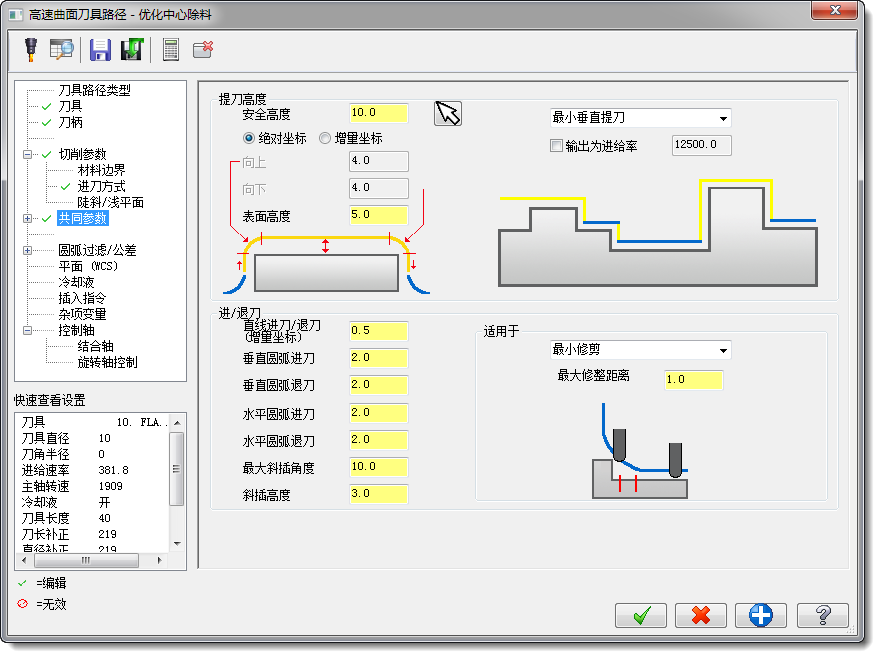 高速曲面刀具路径 - 优化中心除料
刀具路径类型
刀具
刀柄
切削参数
材料边界
进刀方式
陡斜/浅平面
共同参数
圆弧过滤/公差
平面 (WCS)
冷却液
插入指令
杂项变量
控制轴
结合轴
旋转轴控制
快速查看设置
刀具 10. FLA..
刀具直径 10
刀角半径 0
进给速率 381.8
主轴转速 1909
冷却液 开
刀具长度 40
刀长补正 219
直径补正 219
=编辑
=无效
提刀高度
安全高度 10.0
绝对坐标 增量坐标
向上 4.0
向下 4.0
表面高度 5.0
最小垂直提刀
输出为进给率 12500.0
进/退刀
直线进刀/退刀
(增量坐标) 0.5
垂直圆弧进刀 2.0
垂直圆弧退刀 2.0
水平圆弧进刀 2.0
水平圆弧退刀 2.0
最大斜插角度 10.0
斜插高度 3.0
适用于
最小修剪
最大修整距离 1.0